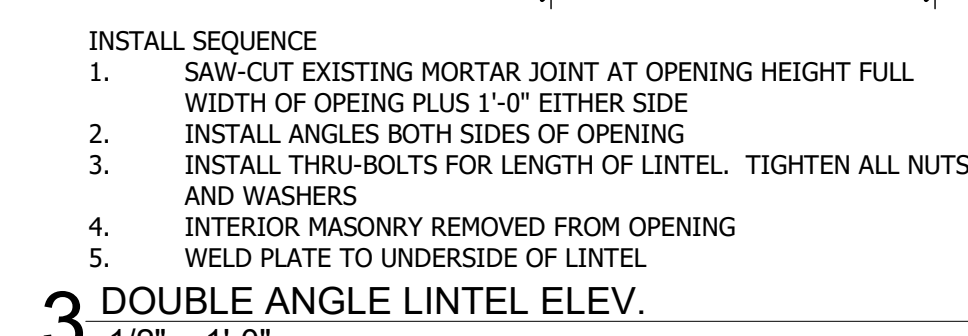 INSTALL SEQUENCE
1. SAW-CUT EXISTING MORTAR JOINT AT OPENING HEIGHT FULL
WIDTH OF OPEING PLUS 1'-0" EITHER SIDE
2. INSTALL ANGLES BOTH SIDES OF OPENING
3. INSTALL THRU-BOLTS FOR LENGTH OF LINTEL. TIGHTEN ALL NUTS
AND WASHERS
4. INTERIOR MASONRY REMOVED FROM OPENING
5. WELD PLATE TO UNDERSIDE OF LINTEL
3 DOUBLE ANGLE LINTEL ELEV.